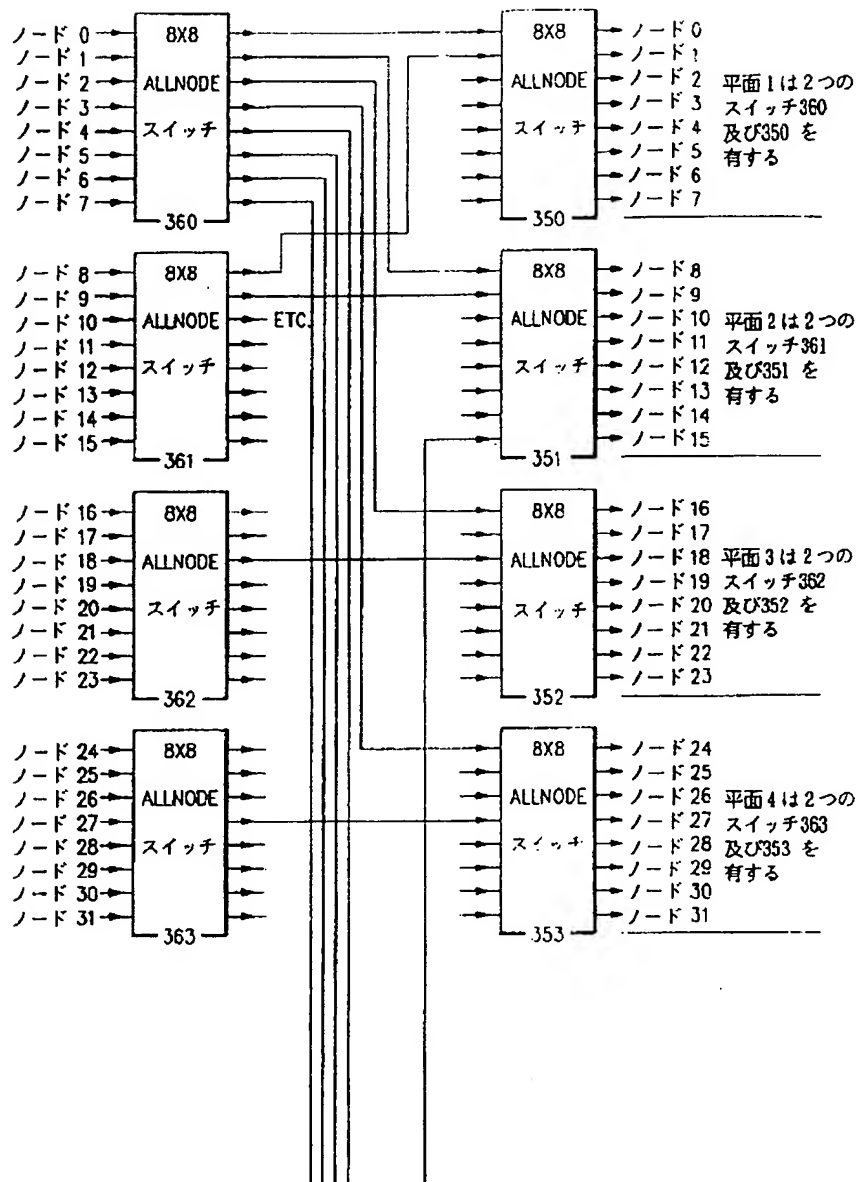 ノード 0
ノード 1
ノード 2
ノード 3
ノード 4
ノード 5
ノード 6
ノード 7
8X8
ALLNODE
スイッチ
360
8X8
ALLNODE
スイッチ
350
ノード 0
ノード 1
ノード 2
ノード 3
ノード 4
ノード 5
ノード 6
ノード 7
平面1は2つの
スイッチ360
及び350 を
有する
ノード 8
ノード 9
ノード 10
ノード 11
ノード 12
ノード 13
ノード 14
ノード 15
8X8
ALLNODE
スイッチ
361
ETC.
8X8
ALLNODE
スイッチ
351
ノード 8
ノード 9
ノード 10
ノード 11
ノード 12
ノード 13
ノード 14
ノード 15
平面2は2つの
スイッチ361
及び351 を
有する
ノード 16
ノード 17
ノード 18
ノード 19
ノード 20
ノード 21
ノード 22
ノード 23
8X8
ALLNODE
スイッチ
362
8X8
ALLNODE
スイッチ
352
ノード 16
ノード 17
ノード 18
ノード 19
ノード 20
ノード 21
ノード 22
ノード 23
平面3は2つの
スイッチ362
及び352 を
有する
ノード 24
ノード 25
ノード 26
ノード 27
ノード 28
ノード 29
ノード 30
ノード 31
8X8
ALLNODE
スイッチ
363
8X8
ALLNODE
スイッチ
353
ノード 24
ノード 25
ノード 26
ノード 27
ノード 28
ノード 29
ノード 30
ノード 31
平面4は2つの
スイッチ363
及び353 を
有する